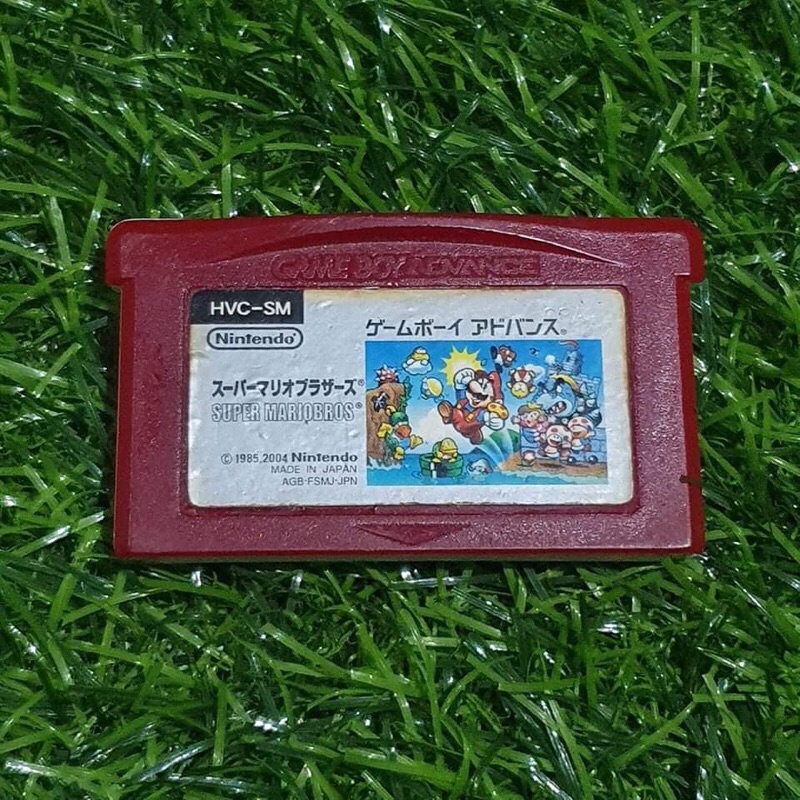 GAME BOY ADVANCE
HVC-SM
Nintendo
ゲームボーイ アドバンス®
スーパーマリオブラザーズ®
SUPER MARIOBROS®
© 1985,2004 Nintendo
MADE IN JAPAN
AGB-FSMJ-JPN